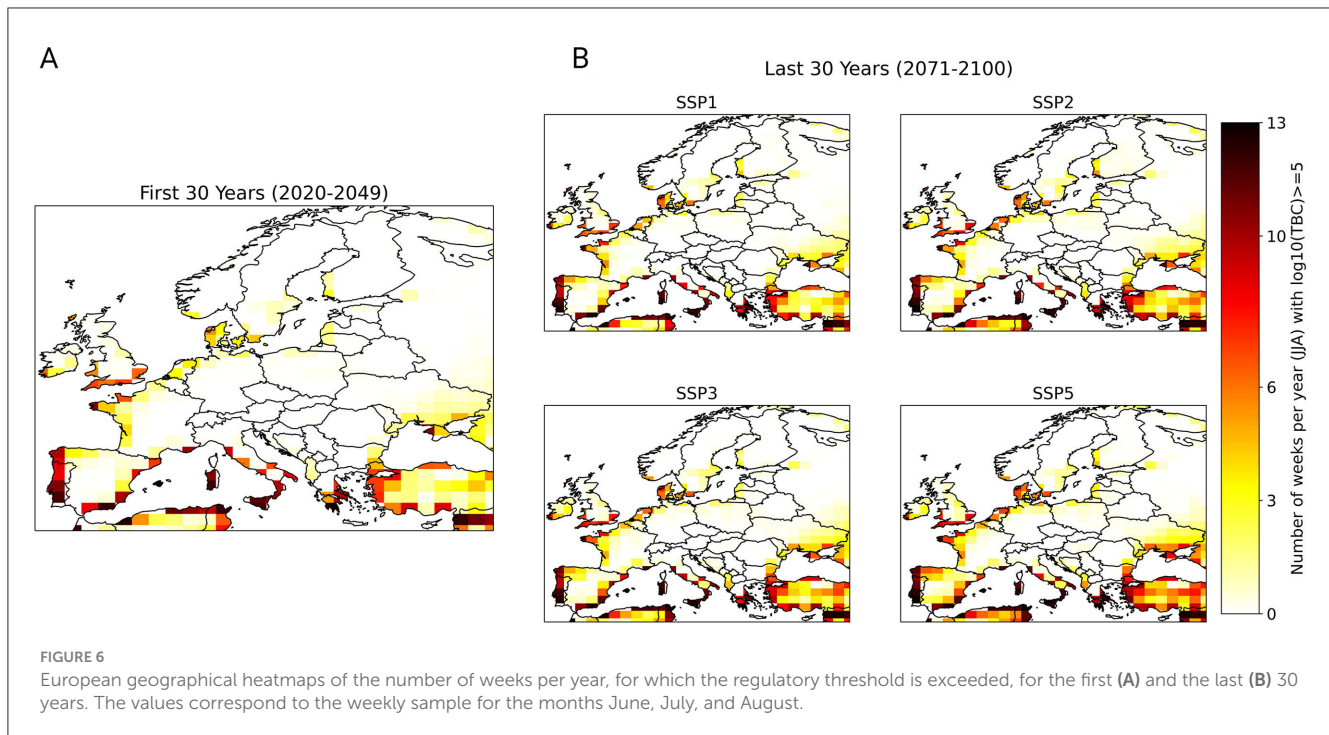 A
B
Last 30 Years (2071-2100)
SSP1
SSP2
First 30 Years (2020-2049)
SSP3
SSP5
13
10
6
3
0
Number of weeks per year (JJA) with log10(TBC)>=5
FIGURE 6
European geographical heatmaps of the number of weeks per year, for which the regulatory threshold is exceeded, for the first (A) and the last (B) 30
years. The values correspond to the weekly sample for the months June, July, and August.